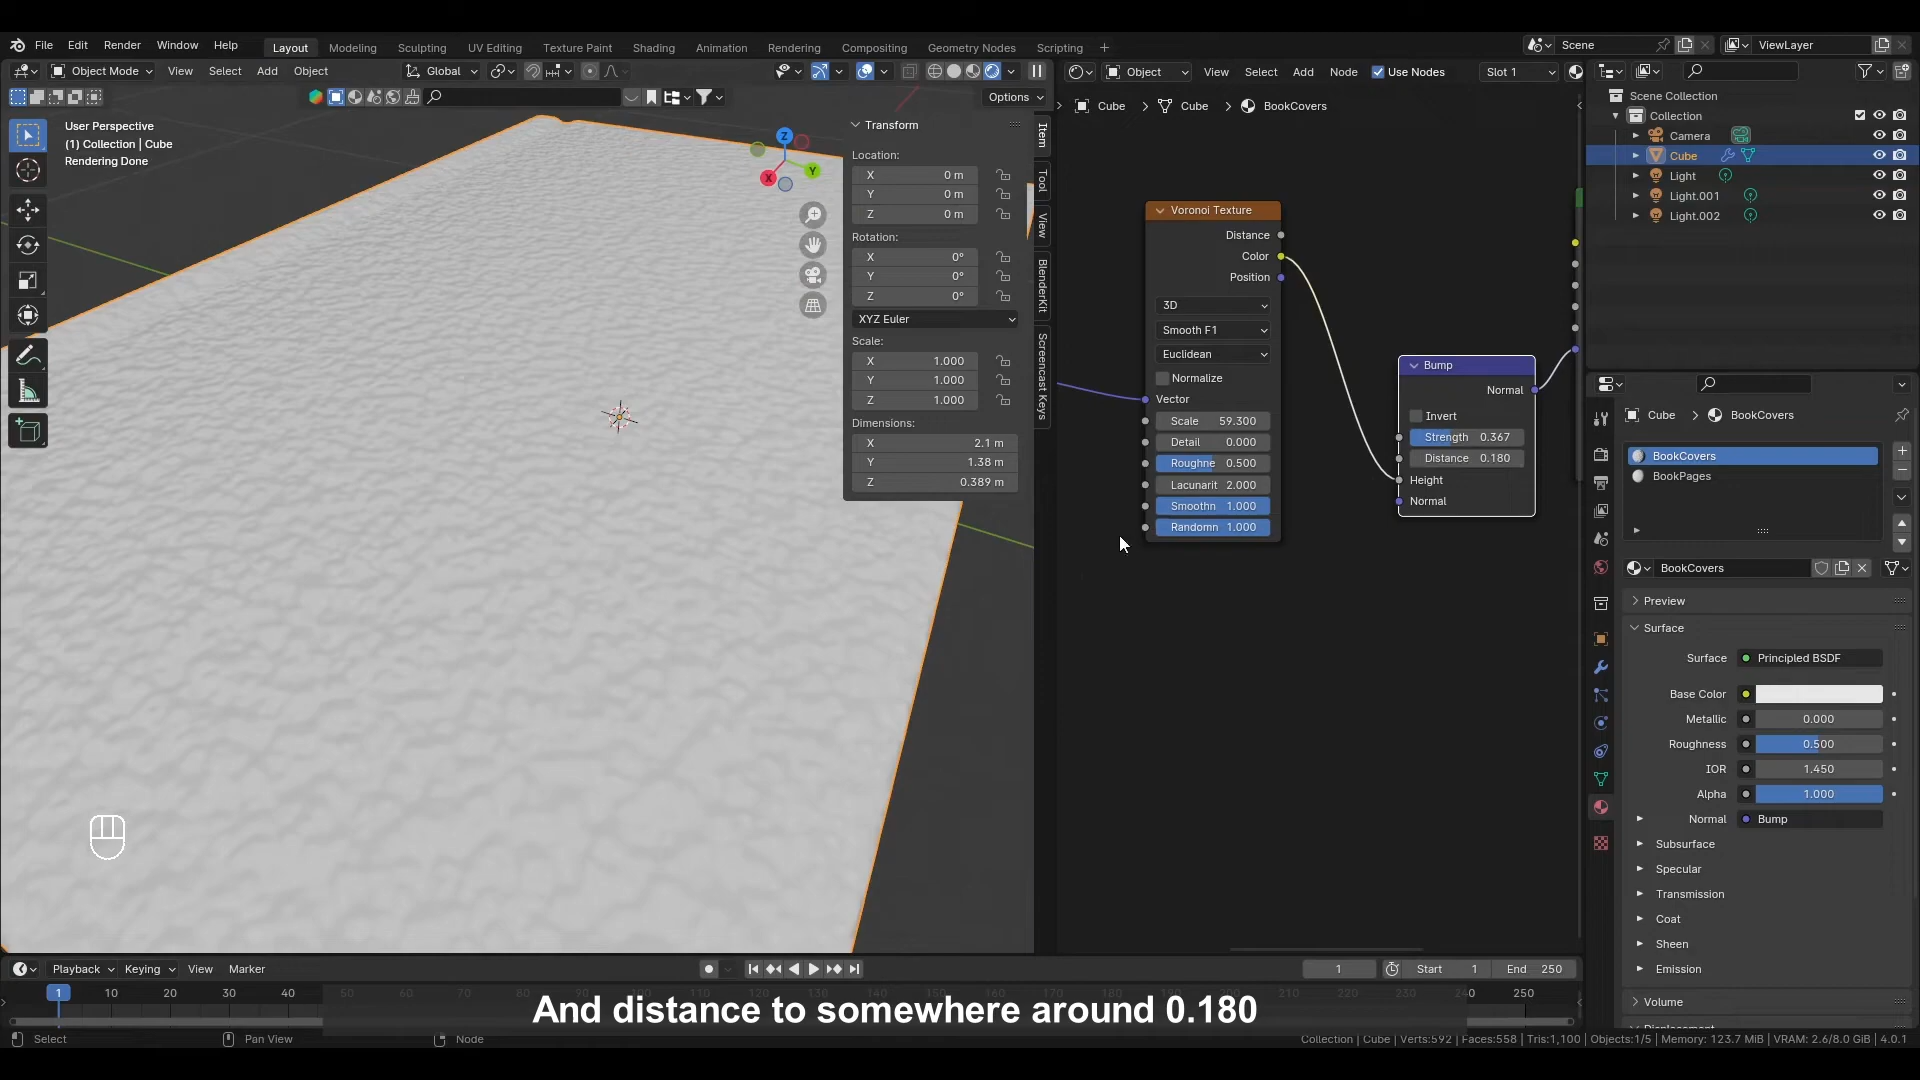 File Edit Render Window Help Layout Modeling Sculpting UV Editing Texture Paint Shading Animation Rendering Compositing Geometry Nodes Scripting + Scene ViewLayer
Object Mode View Select Add Object Global Object View Select Add Node Use Nodes Slot 1
Options
Cube > Cube > BookCovers
User Perspective
(1) Collection | Cube
Rendering Done
Z
Y
X
Transform
Location:
X 0 m
Y 0 m
Z 0 m
Rotation:
X 0°
Y 0°
Z 0°
XYZ Euler
Scale:
X 1.000
Y 1.000
Z 1.000
Dimensions:
X 2.1 m
Y 1.38 m
Z 0.389 m
Item
Tool
View
BlenderKit
Screencast Keys
Voronoi Texture
Distance
Color
Position
3D
Smooth F1
Euclidean
Normalize
Vector
Scale 59.300
Detail 0.000
Roughne 0.500
Lacunarit 2.000
Smoothn 1.000
Randomn 1.000
Bump
Normal
Invert
Strength 0.367
Distance 0.180
Height
Normal
Scene Collection
Collection
Camera
Cube
Light
Light.001
Light.002
Cube > BookCovers
BookCovers
BookPages
BookCovers
Preview
Surface
Surface Principled BSDF
Base Color
Metallic 0.000
Roughness 0.500
IOR 1.450
Alpha 1.000
Normal Bump
Subsurface
Specular
Transmission
Coat
Sheen
Emission
Volume
Playback Keying View Marker 1 Start 1 End 250
1 10 20 30 40 50 60 70 80 210 220 230 240 250
And distance to somewhere around 0.180
Select Pan View Node Collection | Cube | Verts:592 | Faces:558 | Tris:1,100 | Objects:1/5 | Memory: 123.7 MiB | VRAM: 2.6/8.0 GiB | 4.0.1